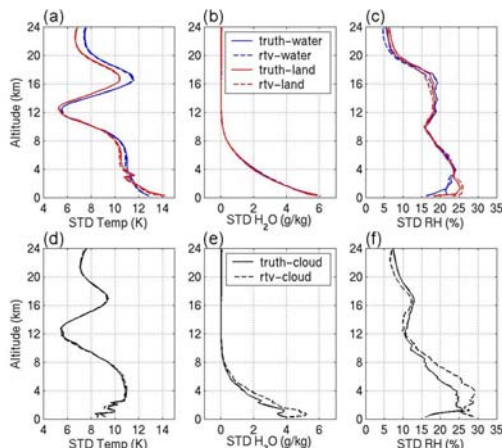 (a) (b) (c)
Altitude (km)
24
20
16
12
8
4
0
truth-water
rtv-water
truth-land
rtv-land
4 6 8 10 12 14
STD Temp (K)
0 2 4 6
STD H₂O (g/kg)
0 5 10 15 20 25 30 35
STD RH (%)
(d) (e) (f)
Altitude (km)
24
20
16
12
8
4
0
truth-cloud
rtv-cloud
4 6 8 10 12 14
STD Temp (K)
0 2 4 6
STD H₂O (g/kg)
0 5 10 15 20 25 30 35
STD RH (%)